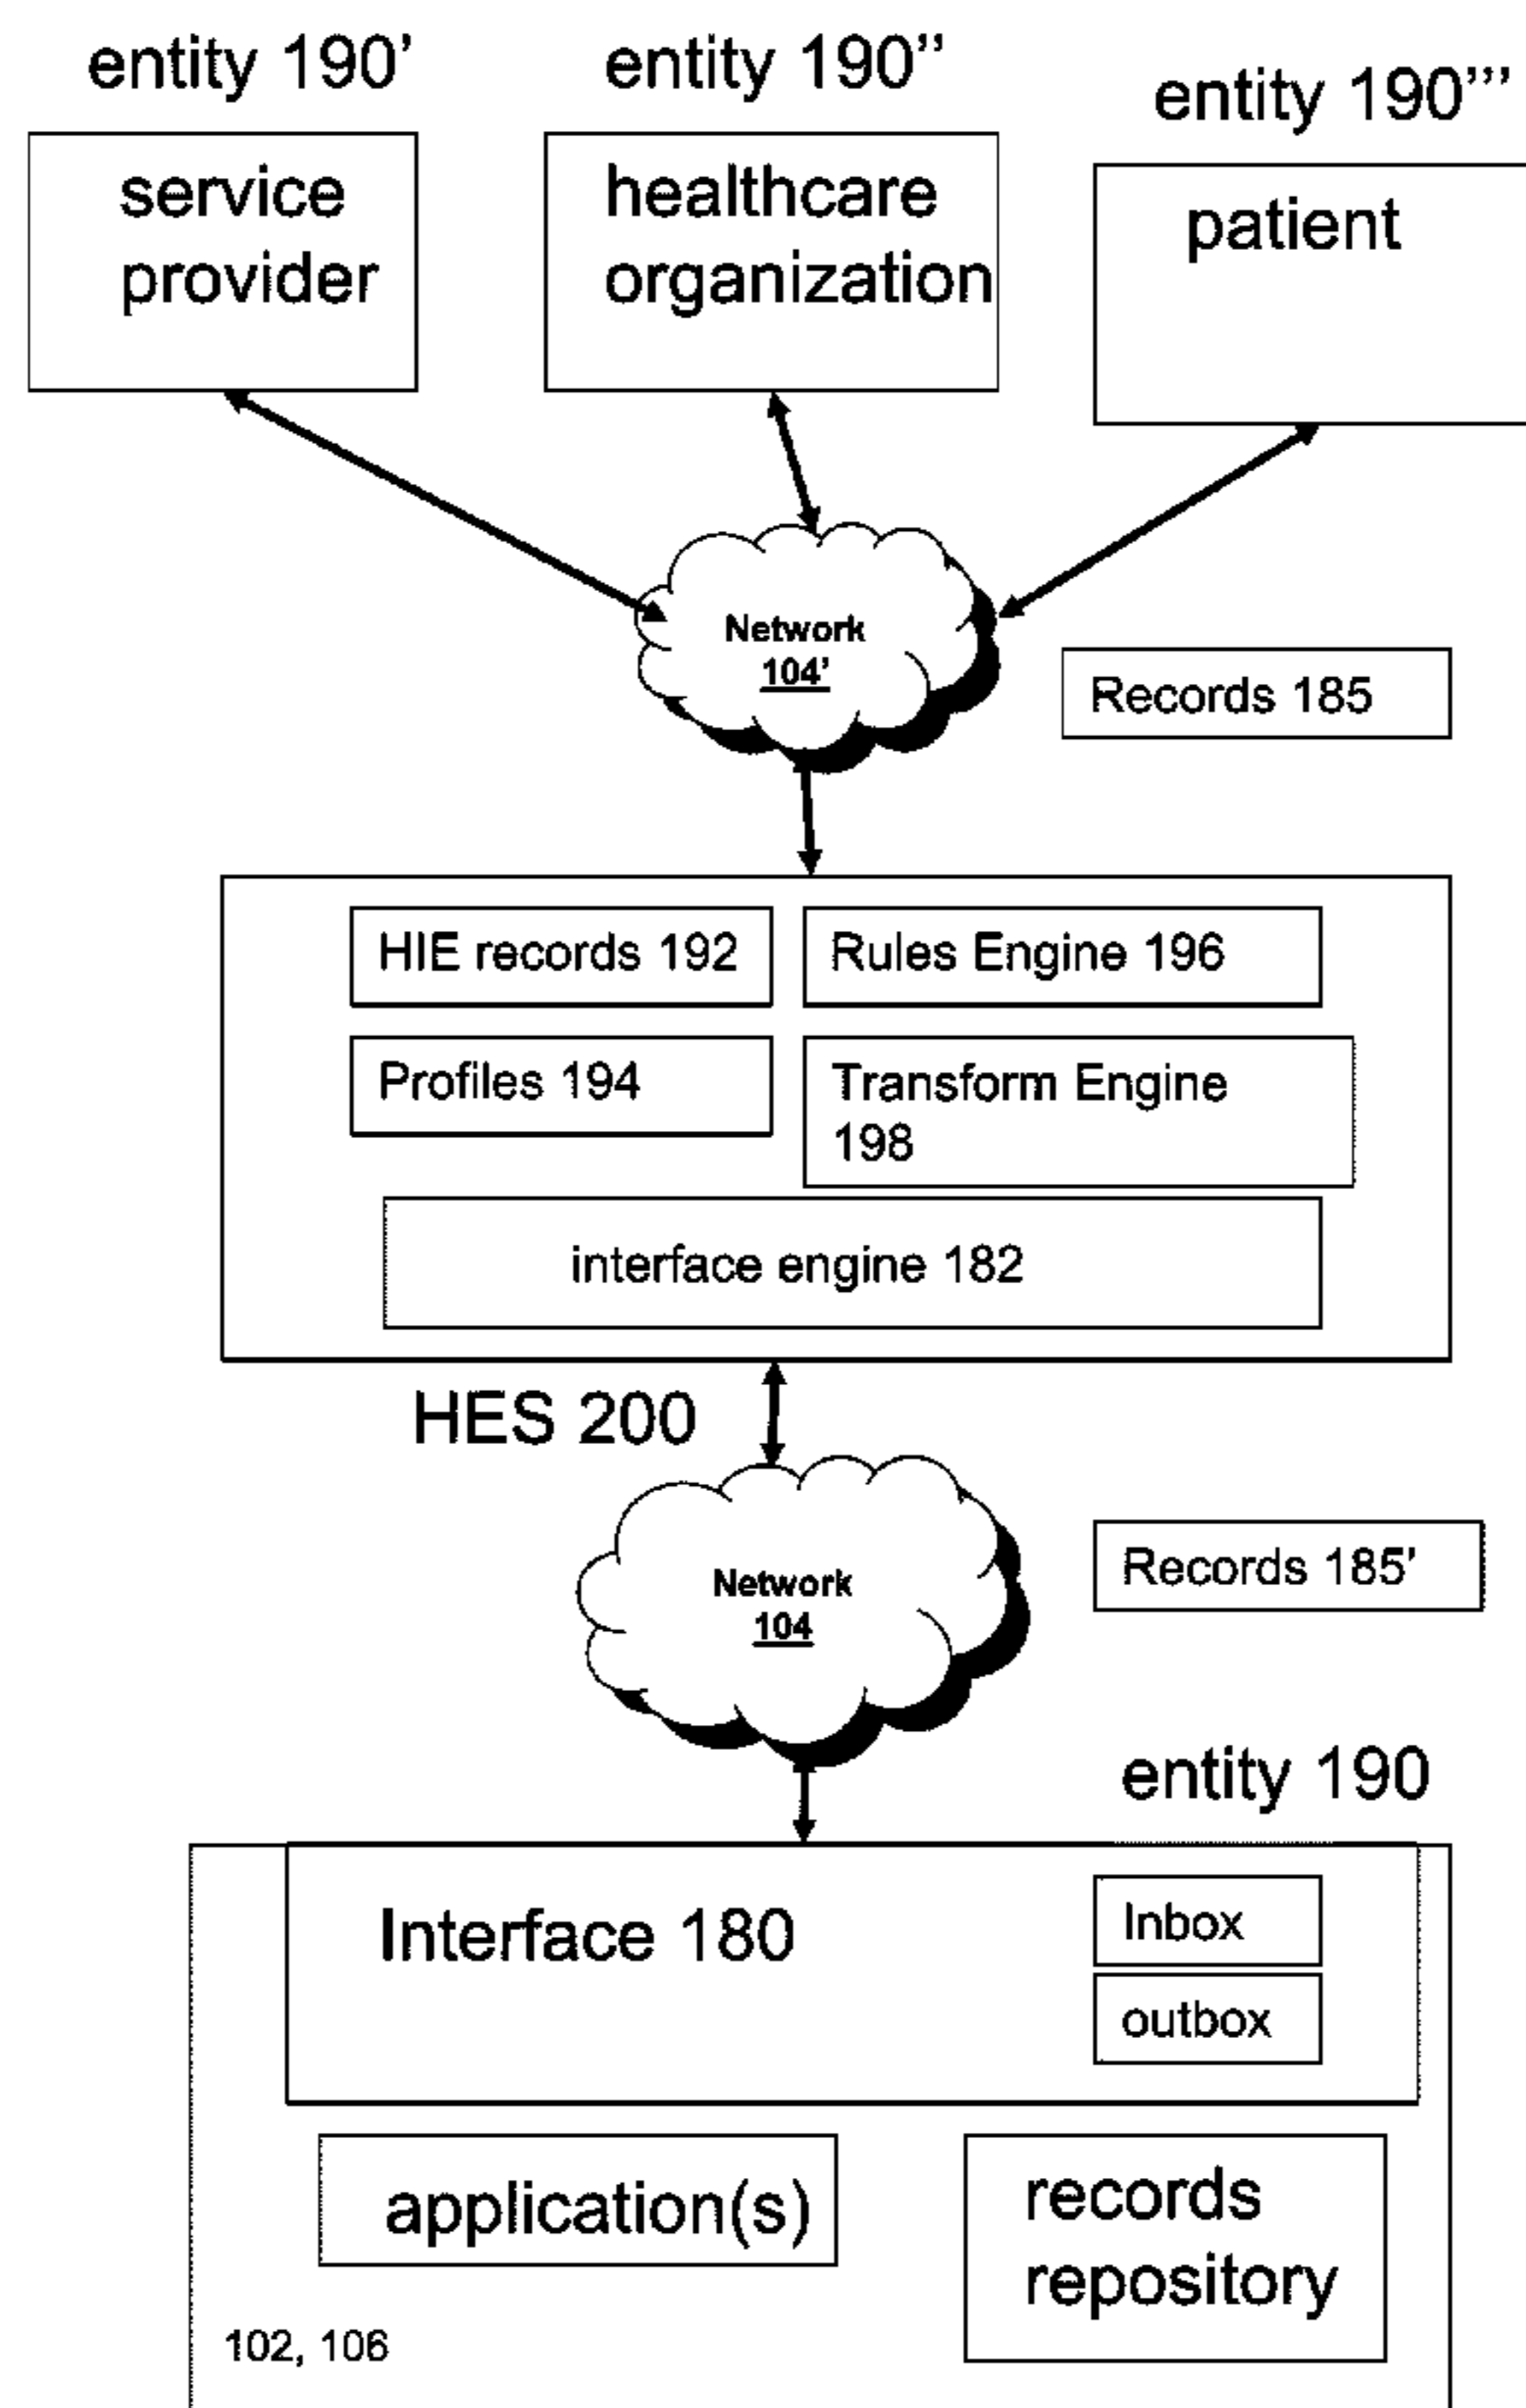 entity 190'
entity 190''
entity 190'''
service
provider
healthcare
organization
patient
Network
104'
Records 185
HIE records 192
Rules Engine 196
Profiles 194
Transform Engine
198
interface engine 182
HES 200
Network
104
Records 185'
entity 190
Interface 180
Inbox
outbox
application(s)
records
repository
102, 106